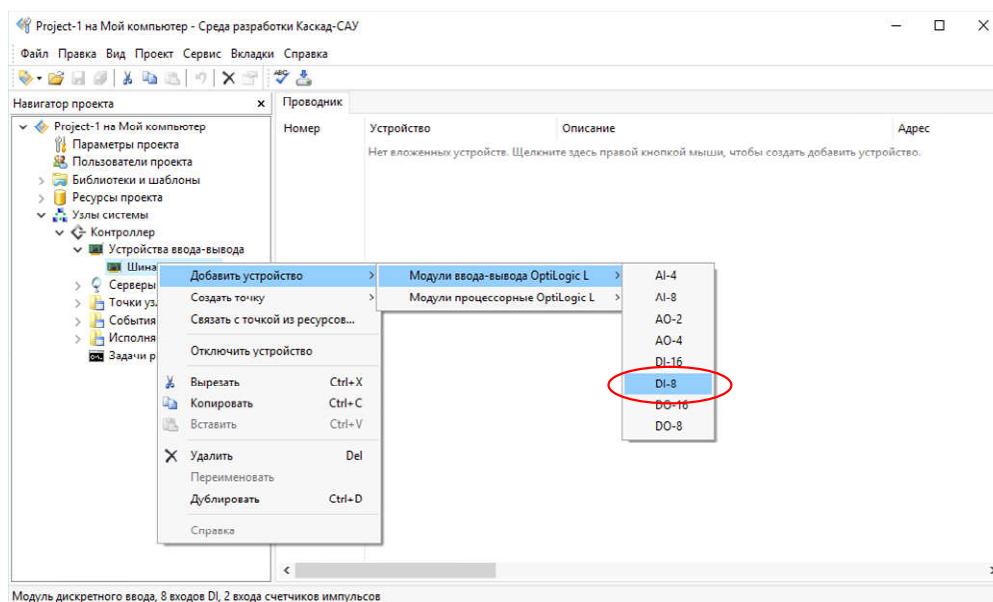 Project-1 на Мой компьютер - Среда разработки Каскад-САУ
Файл Правка Вид Проект Сервис Вкладки Справка
Навигатор проекта
Проводник
Project-1 на Мой компьютер
Параметры проекта
Пользователи проекта
Библиотеки и шаблоны
Ресурсы проекта
Узлы системы
Контроллер
Устройства ввода-вывода
Шина
Серверы
Точки уз
События
Исполня
Задачи р
Номер Устройство Описание Адрес
Нет вложенных устройств. Щелкните здесь правой кнопкой мыши, чтобы создать добавить устройство.
Добавить устройство
Создать точку
Связать с точкой из ресурсов...
Отключить устройство
Вырезать Ctrl+X
Копировать Ctrl+C
Вставить Ctrl+V
Удалить Del
Переименовать
Дублировать Ctrl+D
Справка
Модули ввода-вывода OptiLogic L
Модули процессорные OptiLogic L
AI-4
AI-8
AO-2
AO-4
DI-16
DI-8
DO-16
DO-8
Модуль дискретного ввода, 8 входов DI, 2 входа счетчиков импульсов